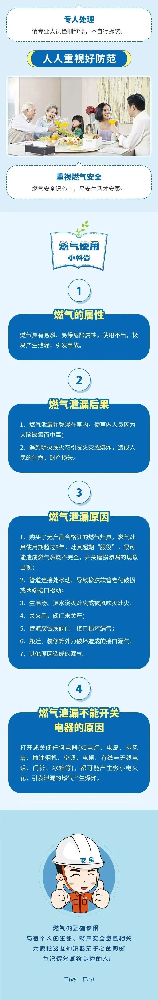 专人处理
请专业人员检测维修，不自行拆装。
人人重视好防范
重视燃气安全
燃气安全记心上，平安生活才安康。
燃气使用
小科普
1
燃气的属性
燃气具有易燃、易爆危险属性。使用不当，极
易产生泄漏，引发事故。
2
燃气泄漏后果
1、燃气泄漏并弥漫在室内，使室内人员因为
大脑缺氧而中毒；
2、遇到明火或火花引发火灾或爆炸，造成人
民的生命，财产损失。
3
燃气泄漏原因
1、购买了无产品合格证的燃气灶具，燃气灶
具使用期超过8年，灶具超期“服役”，很可
能造成燃气燃烧不完全，开关磨损渗漏的现象
出现；
2、管道连接处松动，导致橡胶软管老化破损
或两端接口松动；
3、生沸汤、沸水浇灭灶火或被风吹灭灶火；
4、关火后，阀门未关严；
5、管道腐蚀或阀门、接口损坏漏气；
6、搬迁、装修等外力破坏造成的接口漏气；
7、其他原因造成的漏气。
4
燃气泄漏不能开关
电器的原因
打开或关闭任何电器(如电灯、电扇、排风
扇、抽油烟机、空调、电闸、有线与无线电
话、门铃、冰箱等)，都可能产生微小电火
花，引发泄漏的燃气产生爆炸。
安全
燃气的正确使用，
与每个人的生命、财产安全息息相关
大家把这些知识熟记于心的同时
也记得分享给身边的人!
The End